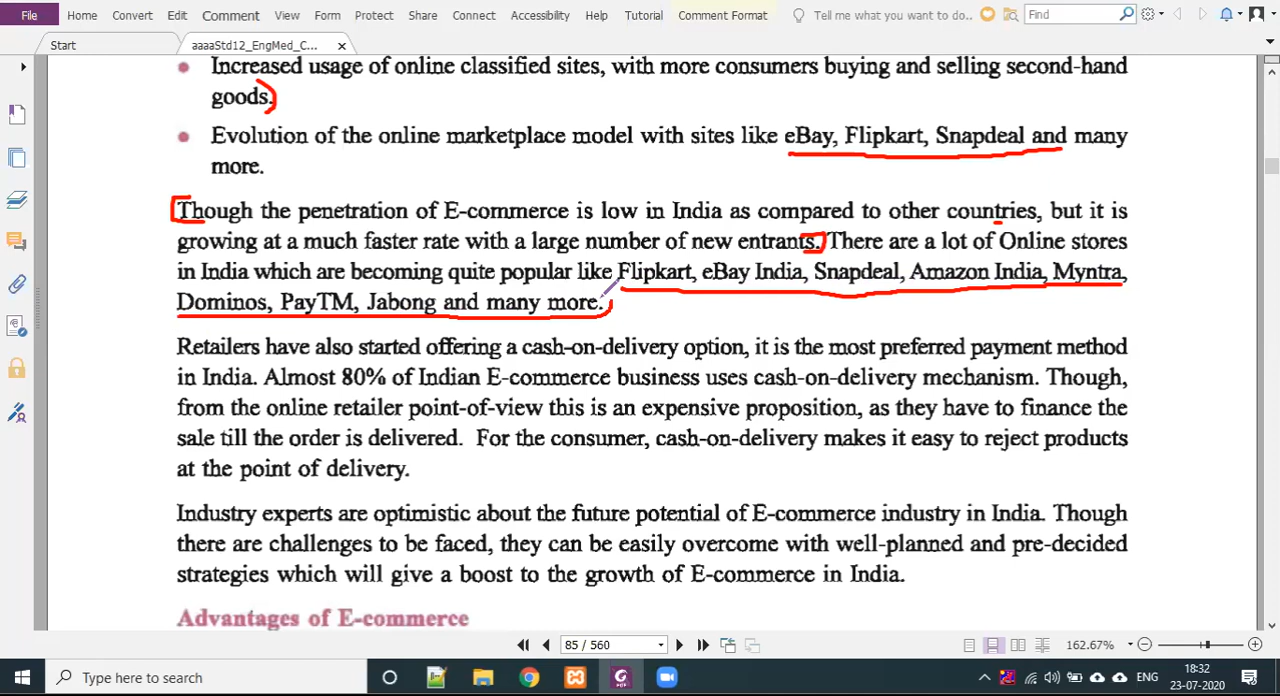 File Home Convert Edit Comment View Form Protect Share Connect Accessibility Help Tutorial Comment Format Tell me what you want to do.. Find
Start aaaaStd12_EngMed_C...
Increased usage of online classified sites, with more consumers buying and selling second-hand
goods.
Evolution of the online marketplace model with sites like eBay, Flipkart, Snapdeal and many
more.
Though the penetration of E-commerce is low in India as compared to other countries, but it is
growing at a much faster rate with a large number of new entrants. There are a lot of Online stores
in India which are becoming quite popular like Flipkart, eBay India, Snapdeal, Amazon India, Myntra,
Dominos, PayTM, Jabong and many more.
Retailers have also started offering a cash-on-delivery option, it is the most preferred payment method
in India. Almost 80% of Indian E-commerce business uses cash-on-delivery mechanism. Though,
from the online retailer point-of-view this is an expensive proposition, as they have to finance the
sale till the order is delivered. For the consumer, cash-on-delivery makes it easy to reject products
at the point of delivery.
Industry experts are optimistic about the future potential of E-commerce industry in India. Though
there are challenges to be faced, they can be easily overcome with well-planned and pre-decided
strategies which will give a boost to the growth of E-commerce in India.
Advantages of E-commerce
85 / 560 162.67%
Type here to search ENG 18:32
23-07-2020